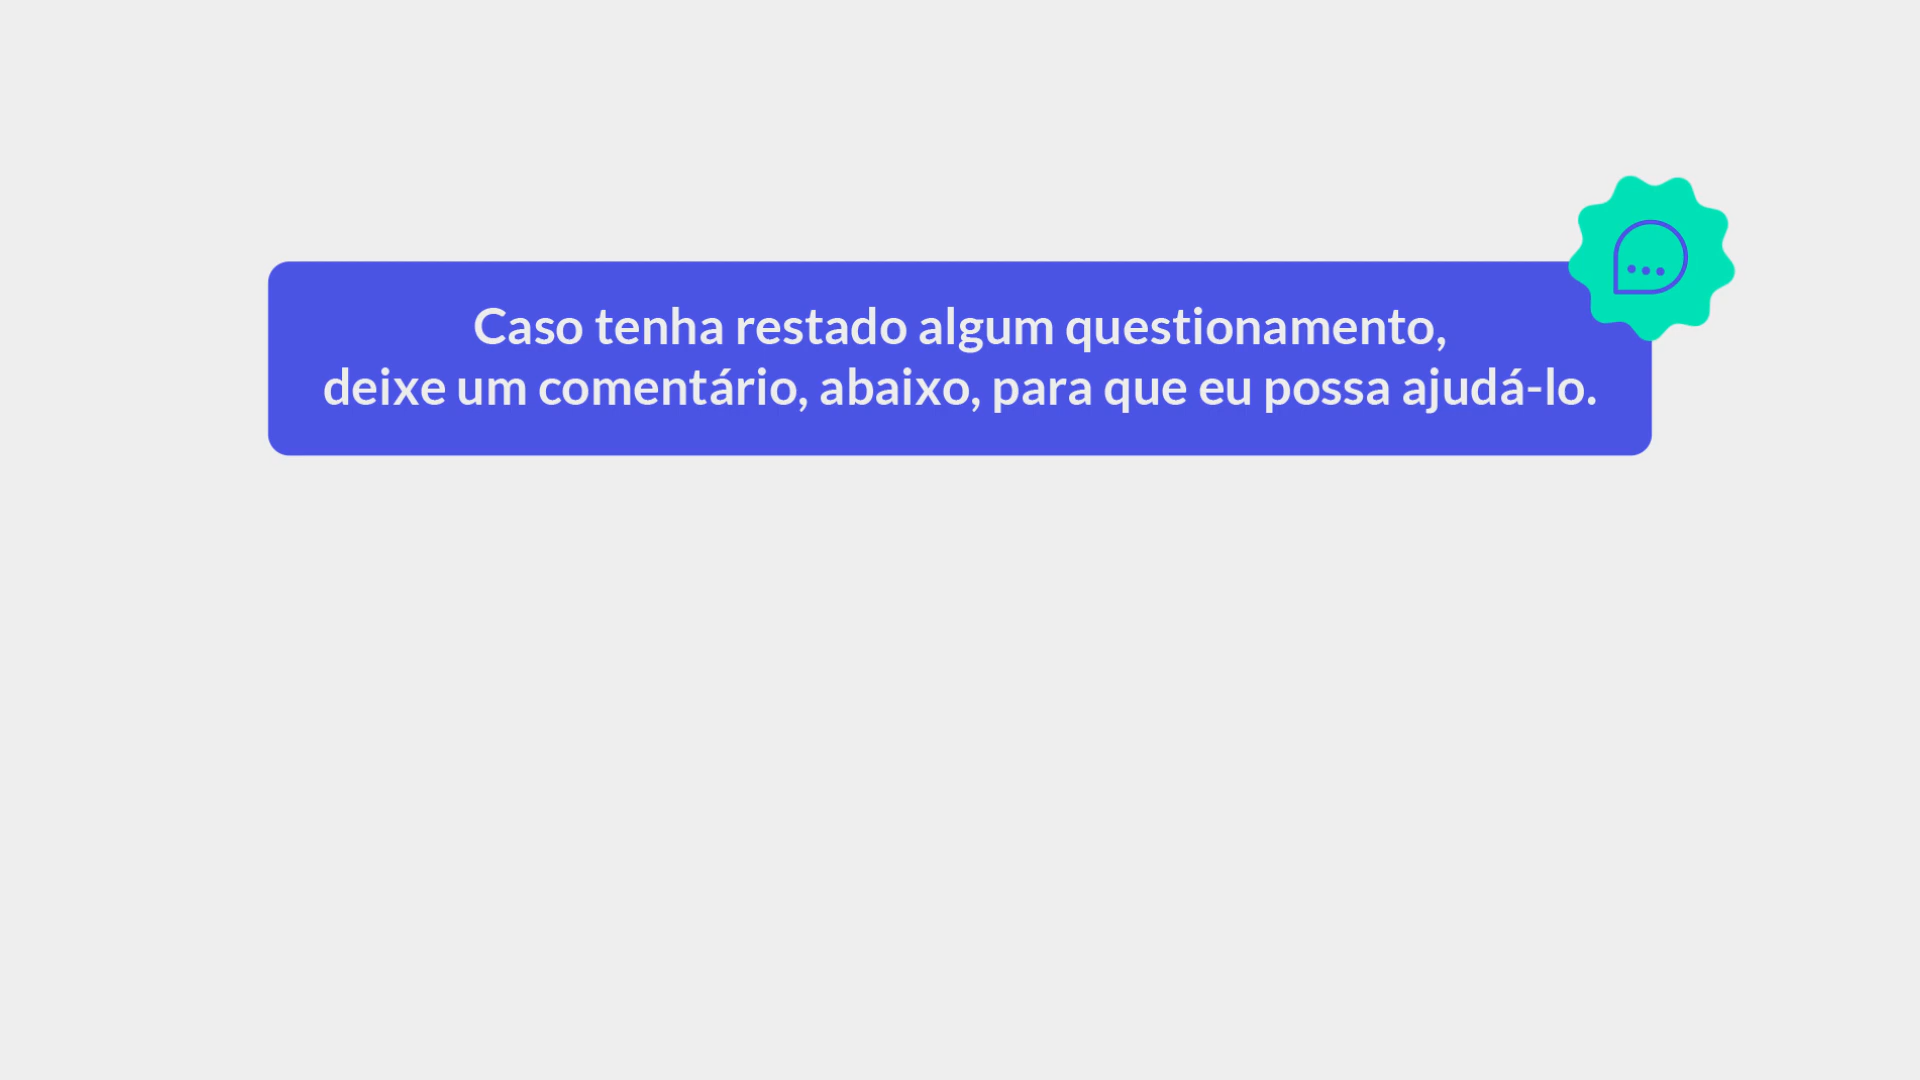 Caso tenha restado algum questionamento,
deixe um comentário, abaixo, para que eu possa ajudá-lo.